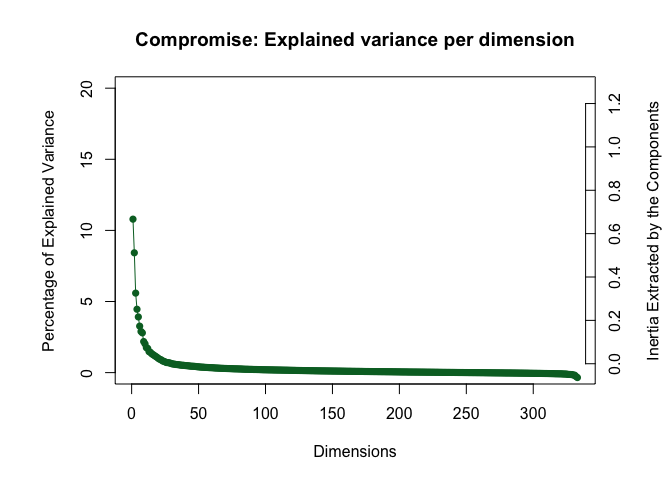 Compromise: Explained variance per dimension
Percentage of Explained Variance
20
15
10
5
0
1.2
1.0
0.8
0.6
0.4
0.2
0.0
Inertia Extracted by the Components
0 50 100 150 200 250 300
Dimensions